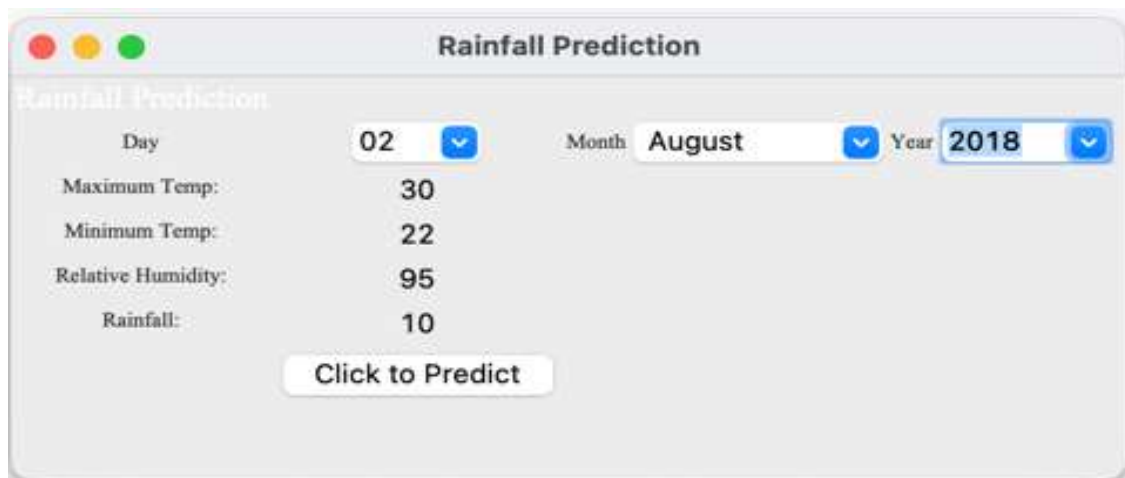 Rainfall Prediction
Rainfall Prediction
Day 02 Month August Year 2018
Maximum Temp: 30
Minimum Temp: 22
Relative Humidity: 95
Rainfall: 10
Click to Predict